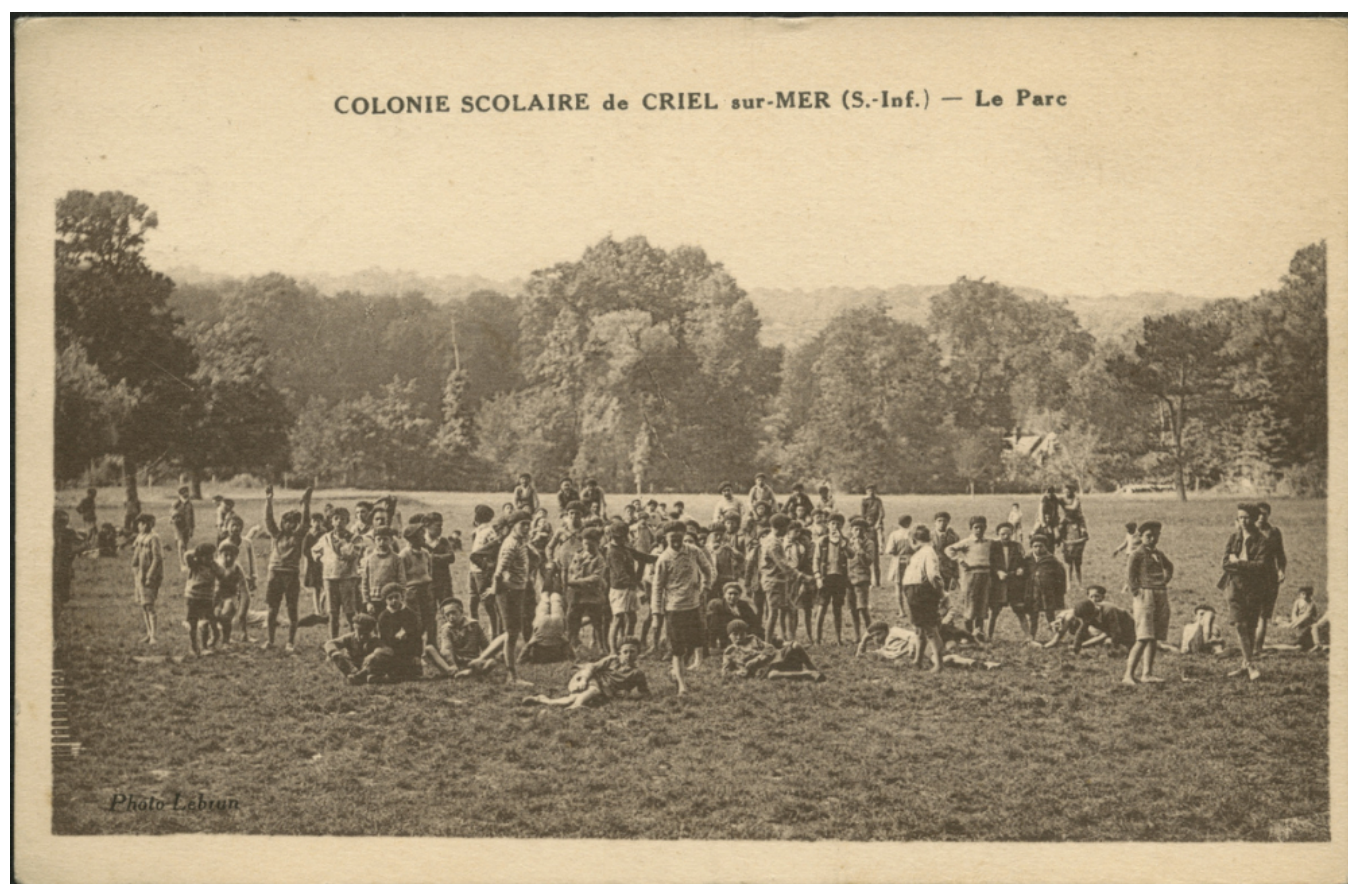 COLONIE SCOLAIRE de CRIEL sur-MER (S.-Inf.) — Le Parc
Photo Lebrun